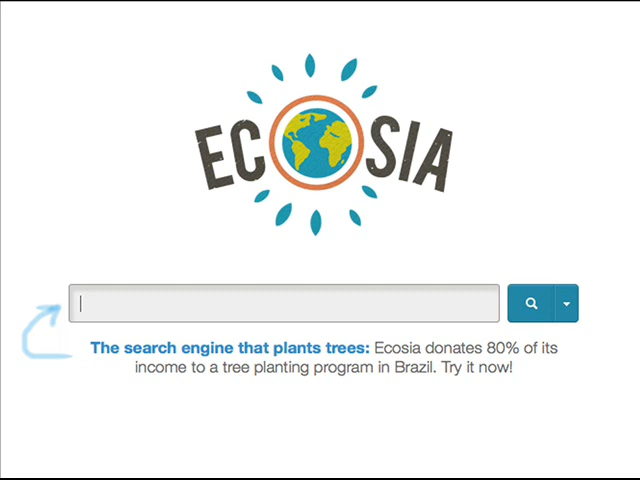 ECOSIA
The search engine that plants trees: Ecosia donates 80% of its
income to a tree planting program in Brazil. Try it now!